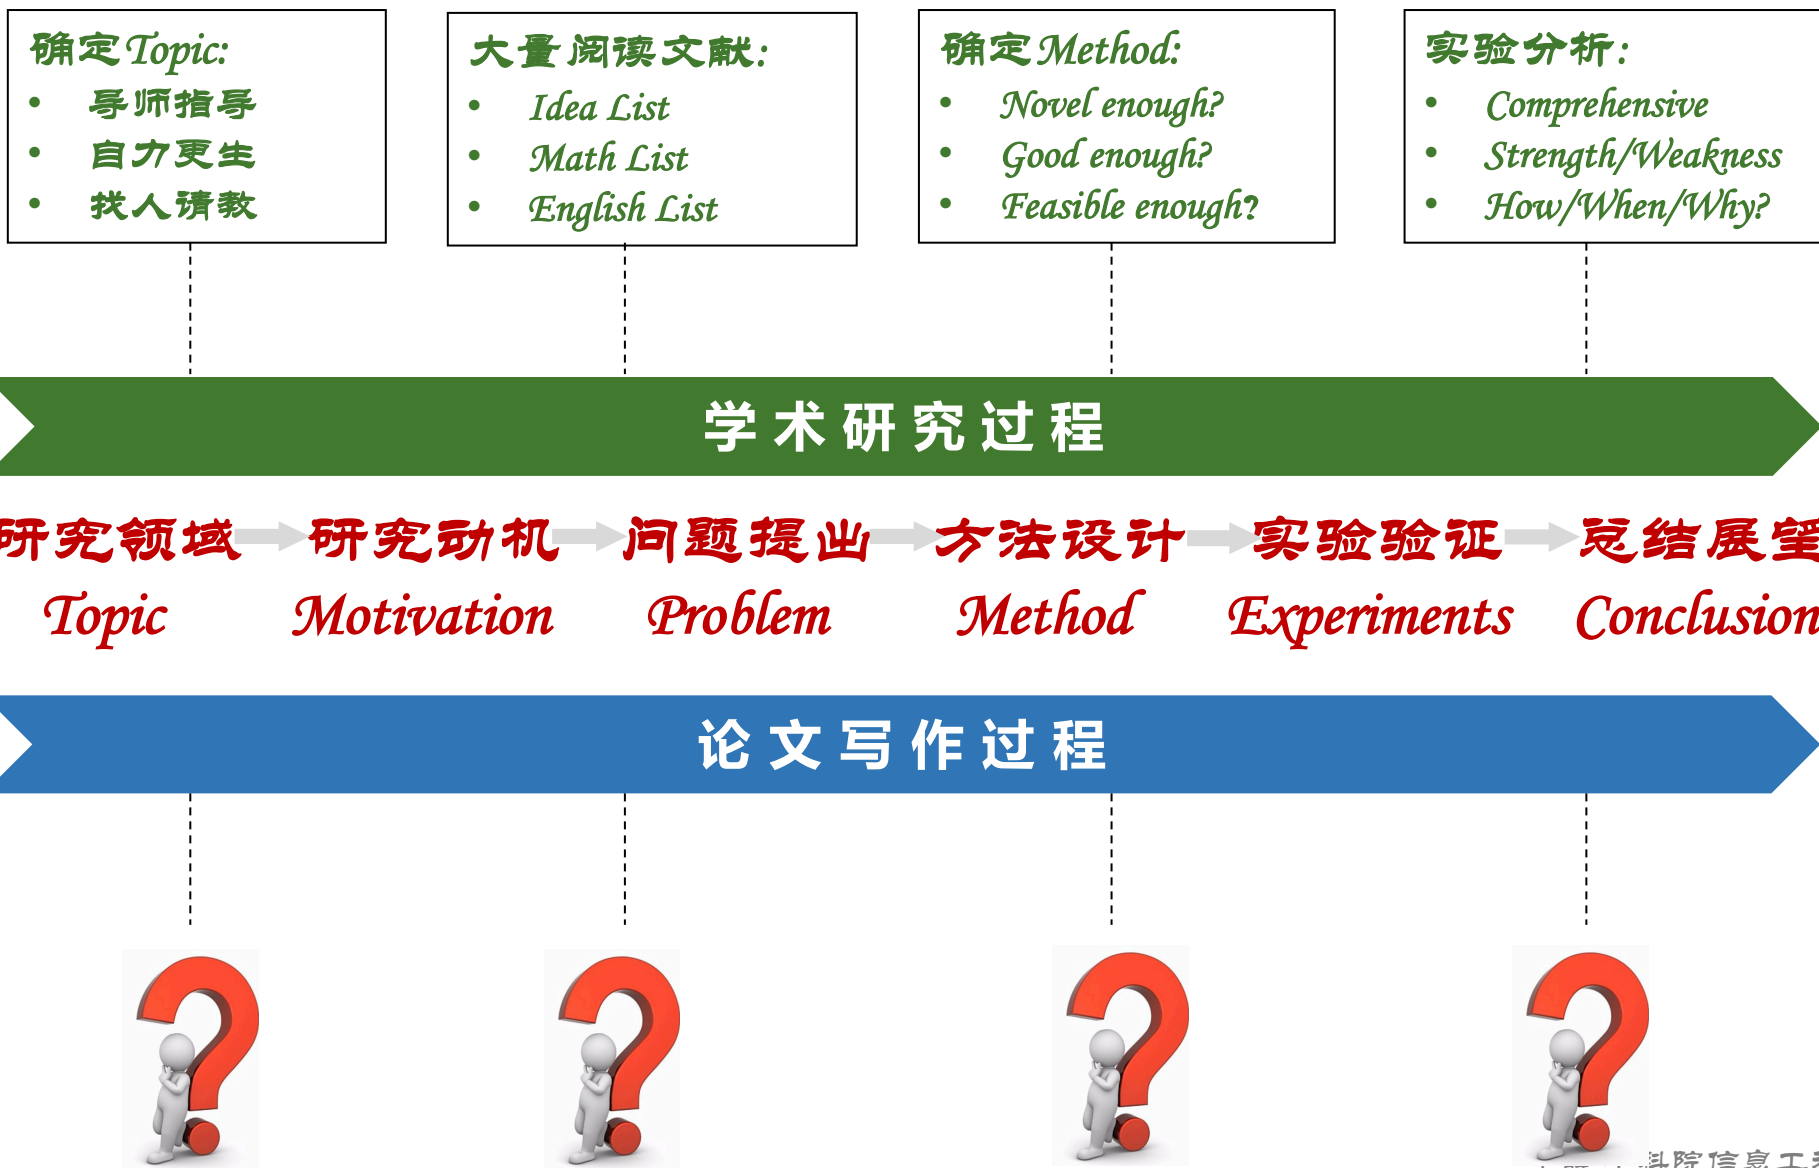 确定Topic:
• 导师指导
• 自力更生
• 找人请教
大量阅读文献:
• Idea List
• Math List
• English List
确定Method:
• Novel enough?
• Good enough?
• Feasible enough?
实验分析:
• Comprehensive
• Strength/Weakness
• How/When/Why?
学术研究过程
研究领域 研究动机 问题提出 方法设计 实验验证 总结展望
Topic Motivation Problem Method Experiments Conclusion
论文写作过程
科院信息工